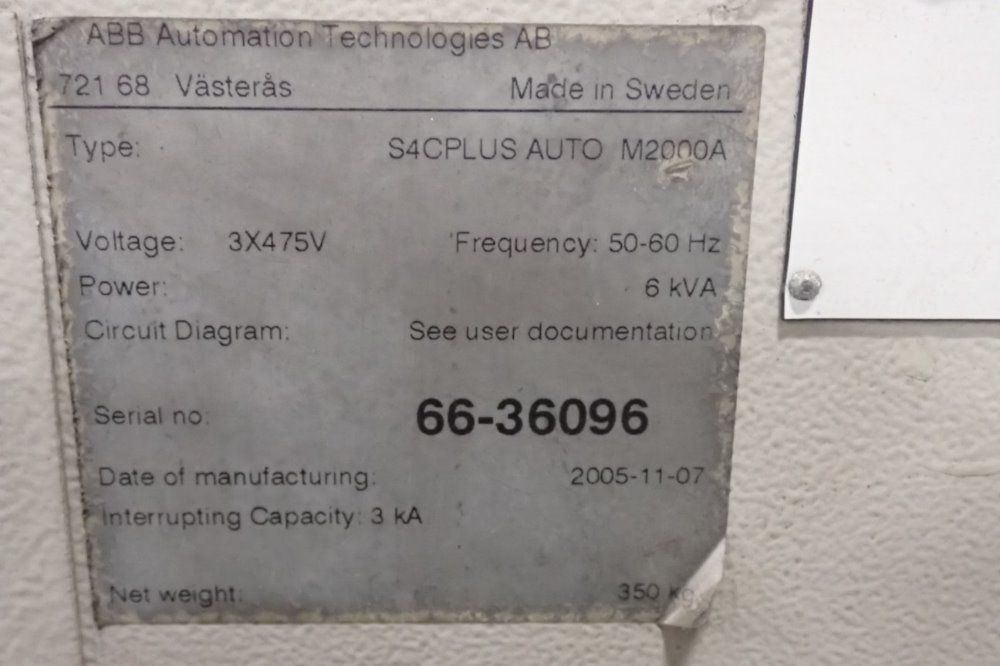 ABB Automation Technologies AB
721 68 Västerås Made in Sweden
Type: S4CPLUS AUTO M2000A
Voltage: 3X475V Frequency: 50-60 Hz
Power: 6 kVA
Circuit Diagram: See user documentation
Serial no: 66-36096
Date of manufacturing: 2005-11-07
Interrupting Capacity: 3 kA
Net weight: 350 kg